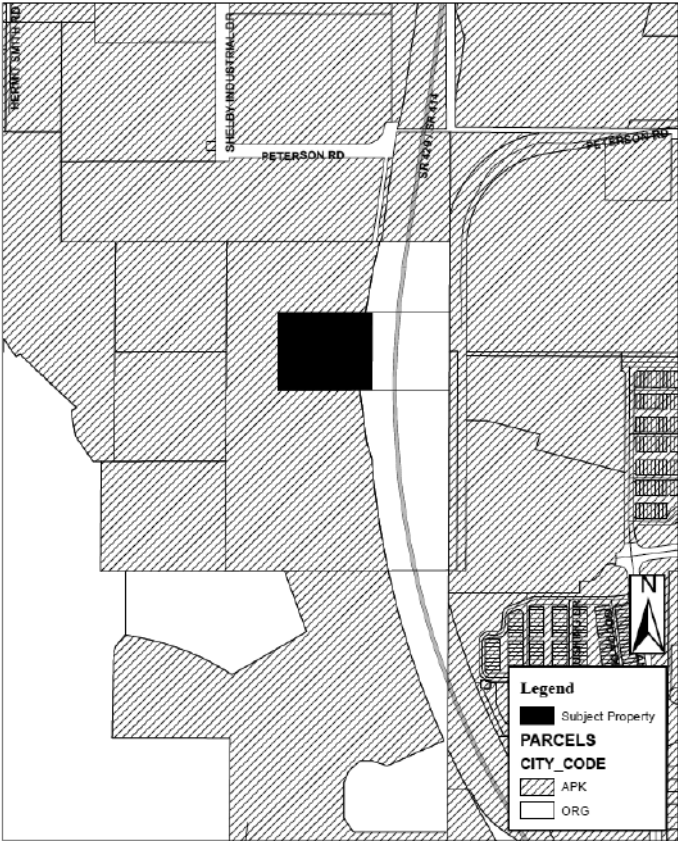 HERMIT SMITH RD
SHELBY INDUSTRIAL DR
PETERSON RD
SR 429 / SR 414
PETERSON RD
N
Legend
Subject Property
PARCELS
CITY_CODE
APK
ORG